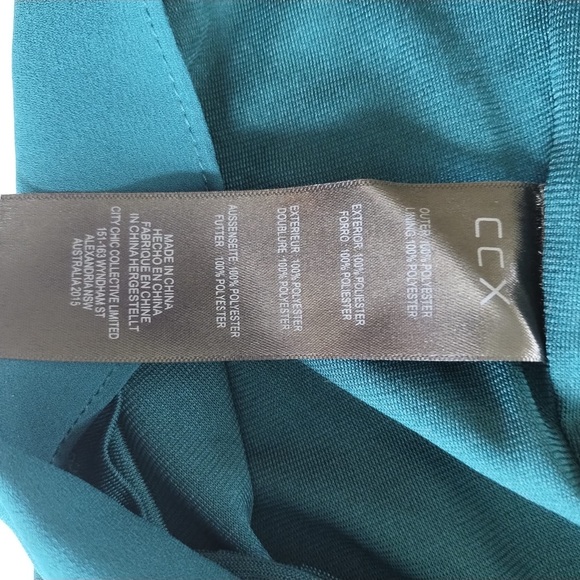 CCX
OUTER: 100% POLYESTER
LINING: 100% POLYESTER
EXTERIOR: 100% POLIESTER
FORRO: 100% POLIESTER
EXTÉRIEUR: 100% POLYESTER
DOUBLURE: 100% POLYESTER
AUSSENSEITE: 100% POLYESTER
FUTTER: 100% POLYESTER
MADE IN CHINA
HECHO EN CHINA
FABRIQUE EN CHINE
IN CHINA HERGESTELLT
CITY CHIC COLLECTIVE LIMITED
151-163 WYNDHAM ST
ALEXANDRIA NSW
AUSTRALIA 2015